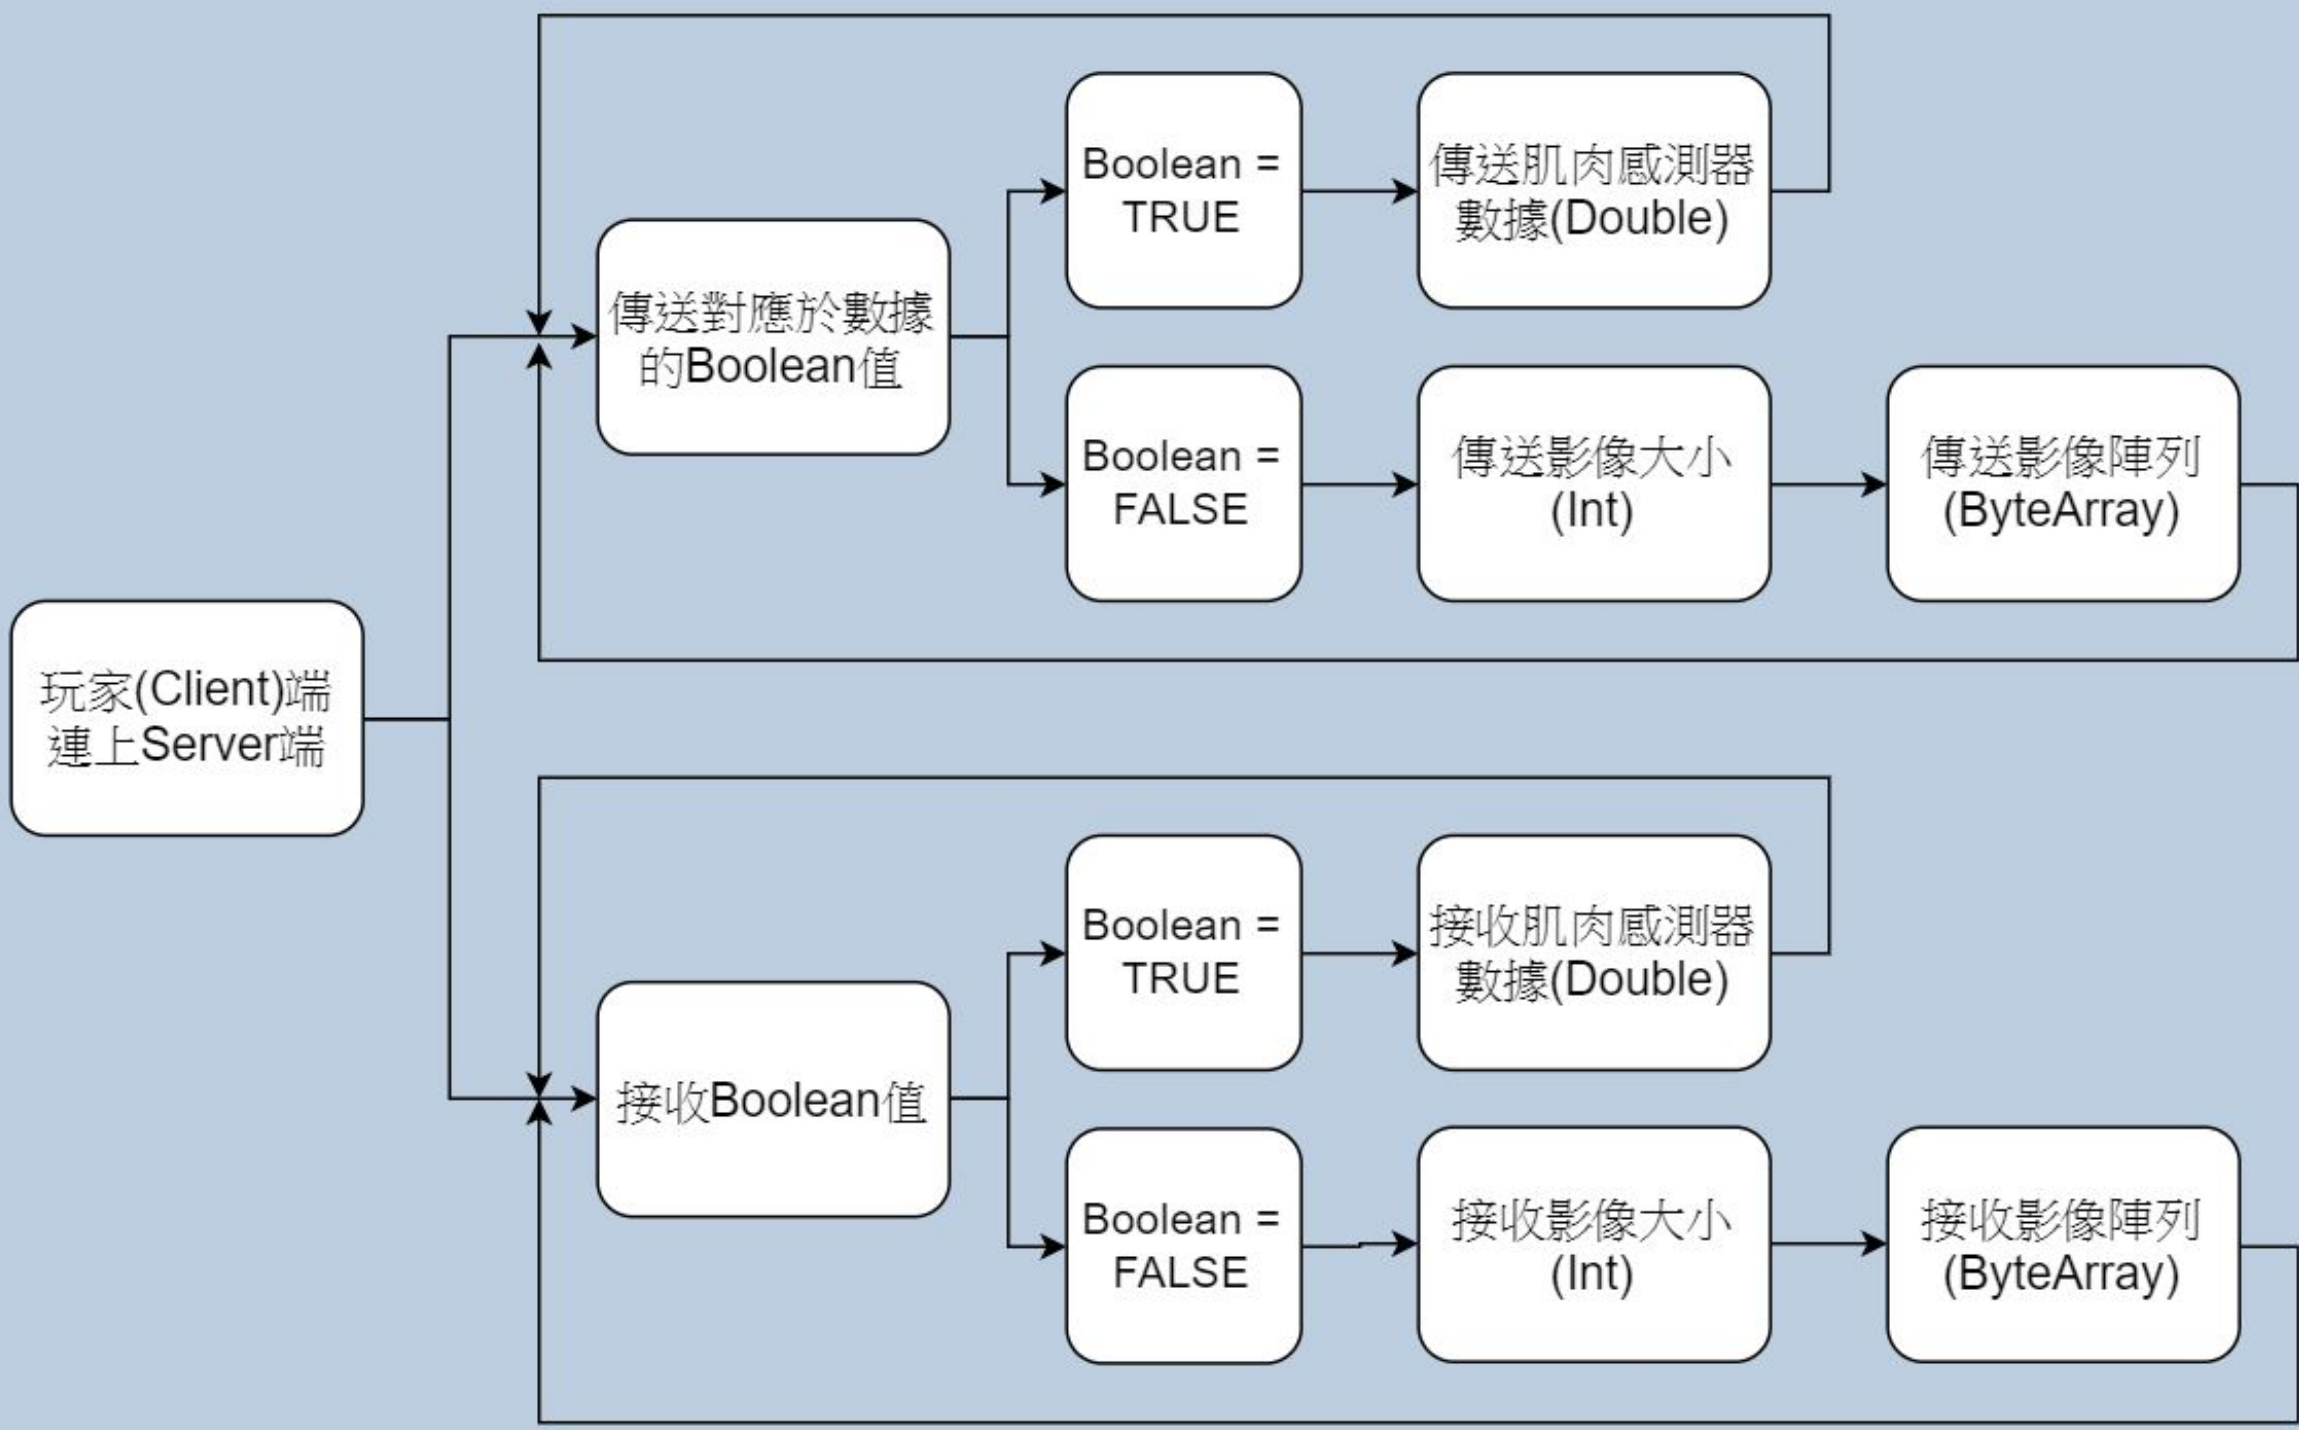 玩家(Client)端
連上Server端
傳送對應於數據
的Boolean值
Boolean =
TRUE
傳送肌肉感測器
數據(Double)
Boolean =
FALSE
傳送影像大小
(Int)
傳送影像陣列
(ByteArray)
接收Boolean值
Boolean =
TRUE
接收肌肉感測器
數據(Double)
Boolean =
FALSE
接收影像大小
(Int)
接收影像陣列
(ByteArray)